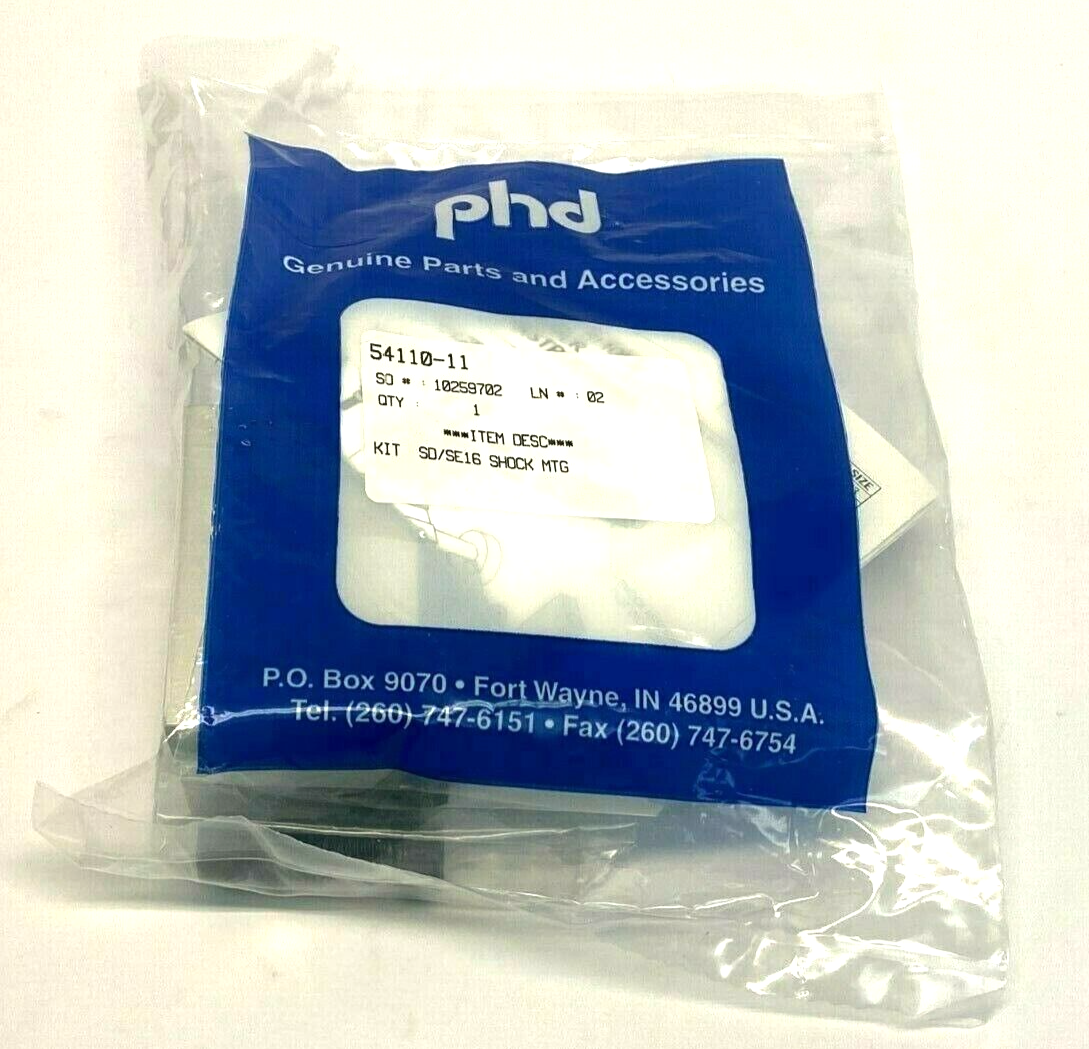 phd
Genuine Parts and Accessories
54110-11
SO # : 10259702 LN # : 02
QTY : 1
***ITEM DESC***
KIT SD/SE16 SHOCK MTG
SIZE
P.O. Box 9070 • Fort Wayne, IN 46899 U.S.A.
Tel. (260) 747-6151 • Fax (260) 747-6754